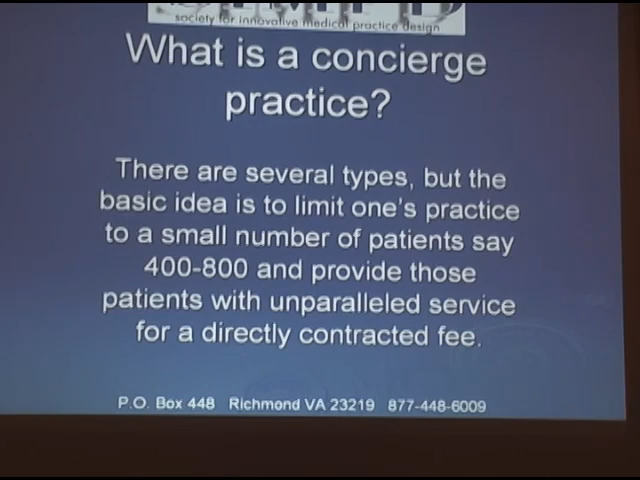 society for innovative medical practice design
What is a concierge
practice?
There are several types, but the
basic idea is to limit one's practice
to a small number of patients say
400-800 and provide those
patients with unparalleled service
for a directly contracted fee.
P.O. Box 448 Richmond VA 23219 877-448-6009